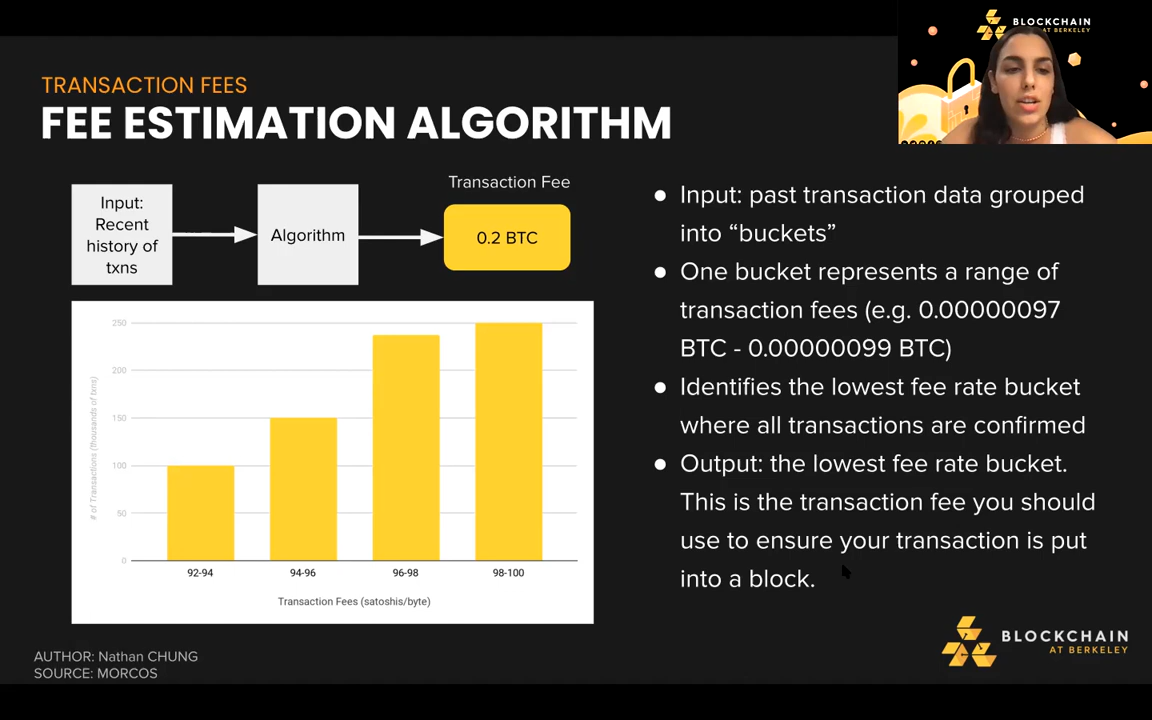 BLOCKCHAIN
AT BERKELEY
TRANSACTION FEES
FEE ESTIMATION ALGORITHM
Input:
Recent
history of
txns
Algorithm
Transaction Fee
0.2 BTC
250
200
150
100
50
0
# of Transactions (thousands of txns)
92-94
94-96
96-98
98-100
Transaction Fees (satoshis/byte)
● Input: past transaction data grouped
into “buckets”
● One bucket represents a range of
transaction fees (e.g. 0.00000097
BTC - 0.00000099 BTC)
● Identifies the lowest fee rate bucket
where all transactions are confirmed
● Output: the lowest fee rate bucket.
This is the transaction fee you should
use to ensure your transaction is put
into a block.
AUTHOR: Nathan CHUNG
SOURCE: MORCOS
BLOCKCHAIN
AT BERKELEY